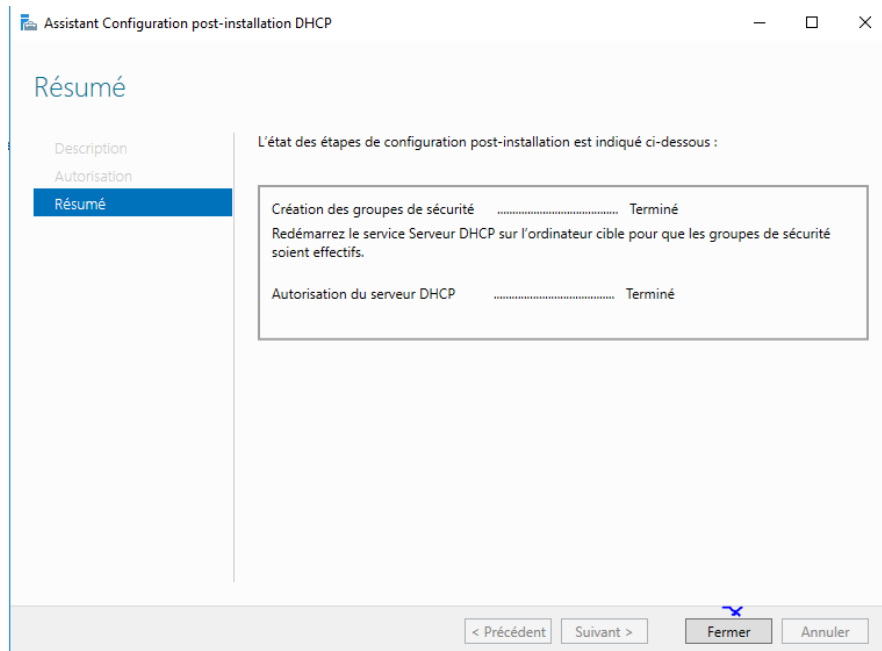 Assistant Configuration post-installation DHCP
Résumé
Description
Autorisation
Résumé
L'état des étapes de configuration post-installation est indiqué ci-dessous :
Création des groupes de sécurité ........................................ Terminé
Redémarrez le service Serveur DHCP sur l'ordinateur cible pour que les groupes de sécurité
soient effectifs.
Autorisation du serveur DHCP ........................................ Terminé
< Précédent
Suivant >
Fermer
Annuler